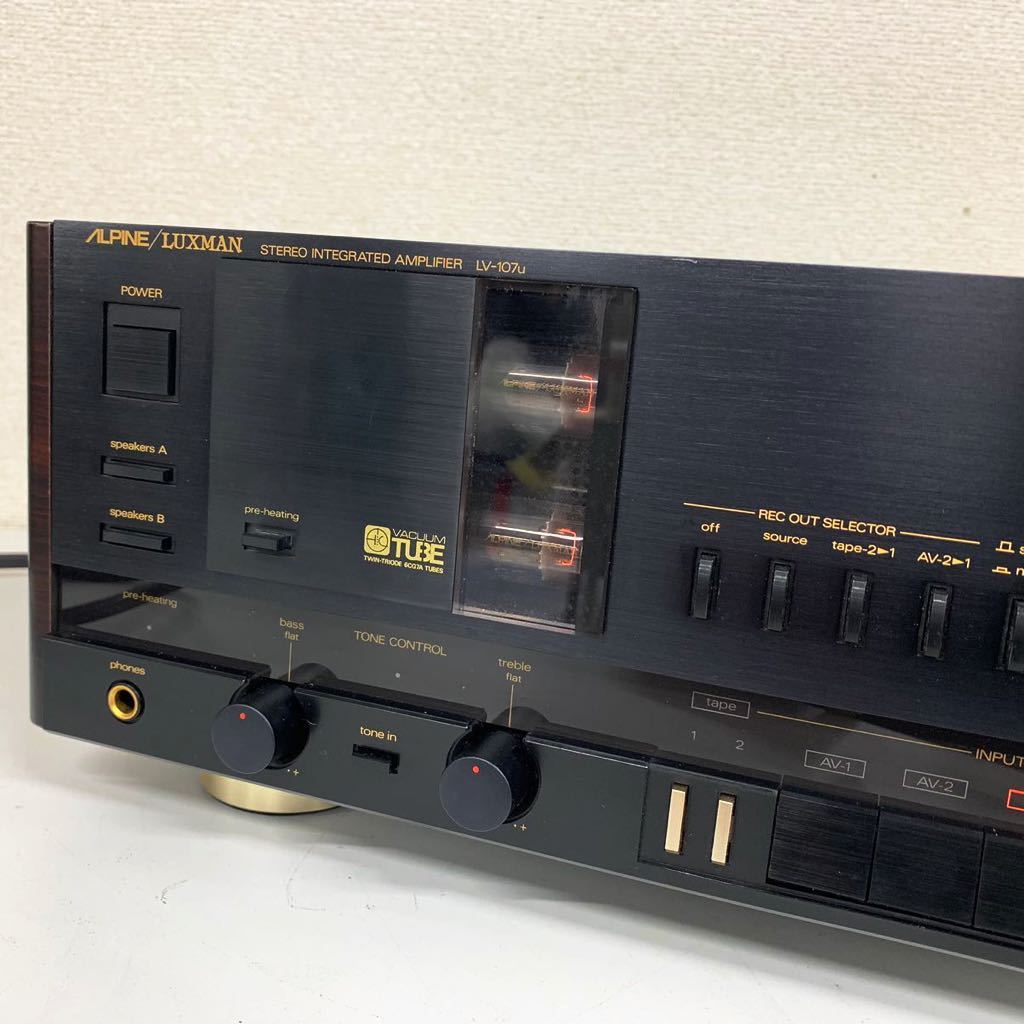 ALPINE/LUXMAN STEREO INTEGRATED AMPLIFIER LV-107u
POWER
speakers A
speakers B
pre-heating
VACUUM
TUBE
TWIN-TRIODE 6CG7A TUBES
REC OUT SELECTOR
off source tape-2▶1 AV-2▶1
pre-heating
bass
flat
TONE CONTROL
treble
flat
phones
tone in
- +
- +
tape
1 2
INPUT
AV-1 AV-2